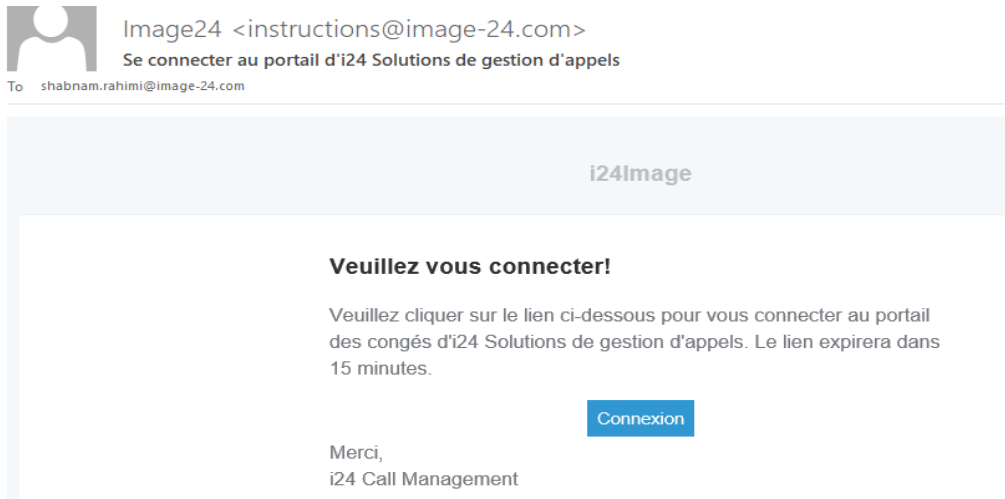 Image24 <instructions@image-24.com>
Se connecter au portail d'i24 Solutions de gestion d'appels
To shabnam.rahimi@image-24.com
i24Image
Veuillez vous connecter!
Veuillez cliquer sur le lien ci-dessous pour vous connecter au portail
des congés d'i24 Solutions de gestion d'appels. Le lien expirera dans
15 minutes.
Connexion
Merci,
i24 Call Management